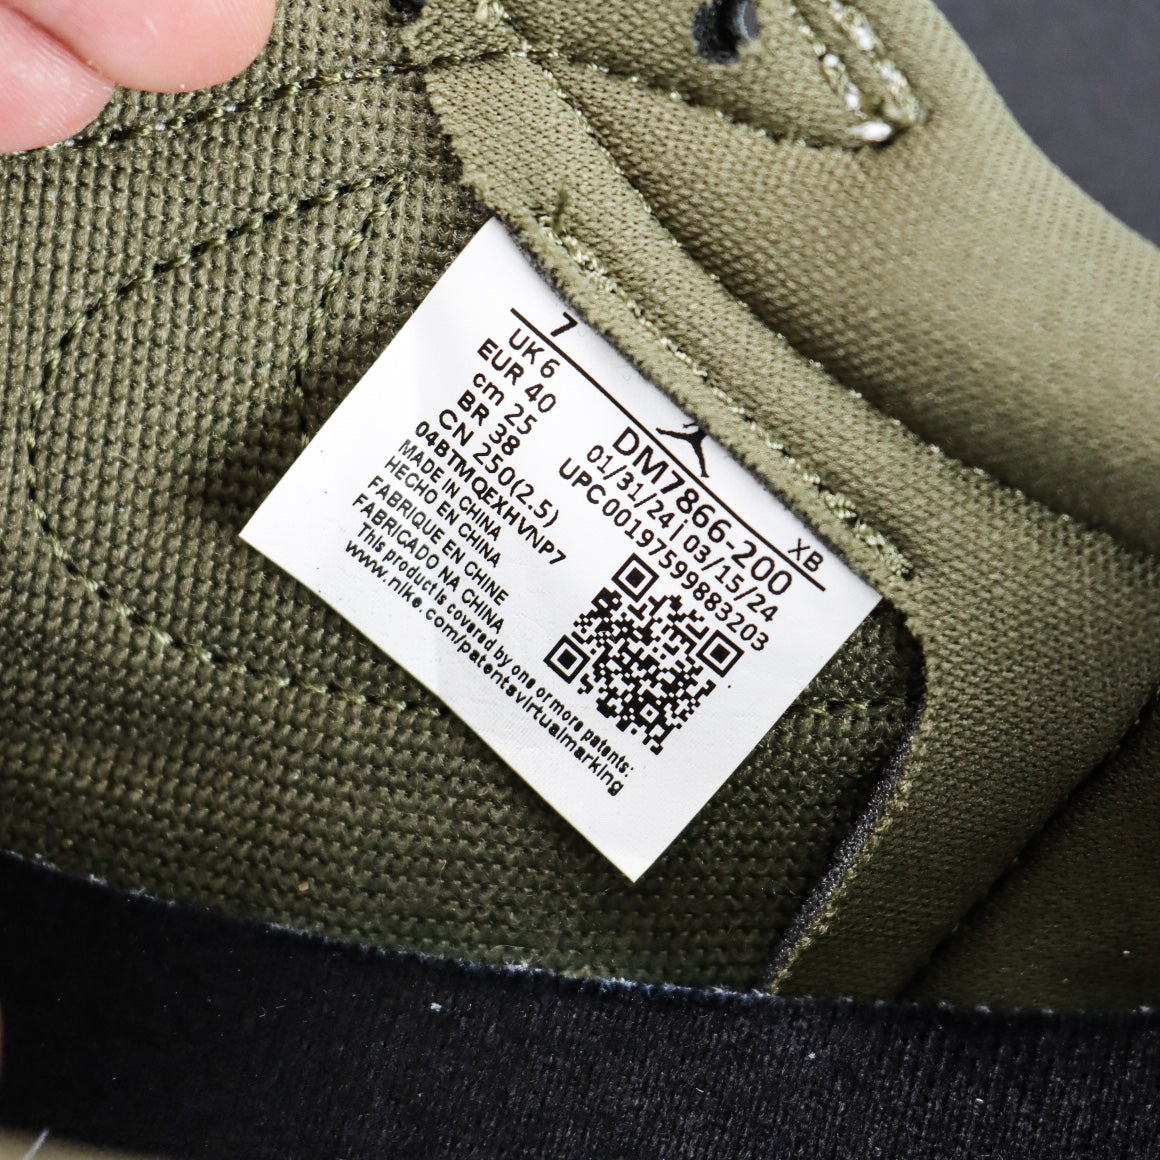 7
UK 6
EUR 40
cm 25
BR 38
CN 250(2.5)
04BTMQEXHVNP7
MADE IN CHINA
HECHO EN CHINA
FABRIQUE EN CHINE
FABRICADO NA CHINA
This product is covered by one or more patents:
www.nike.com/patentsvirtualmarking
XB
DM7866-200
01/31/24|03/15/24
UPC00197599883203